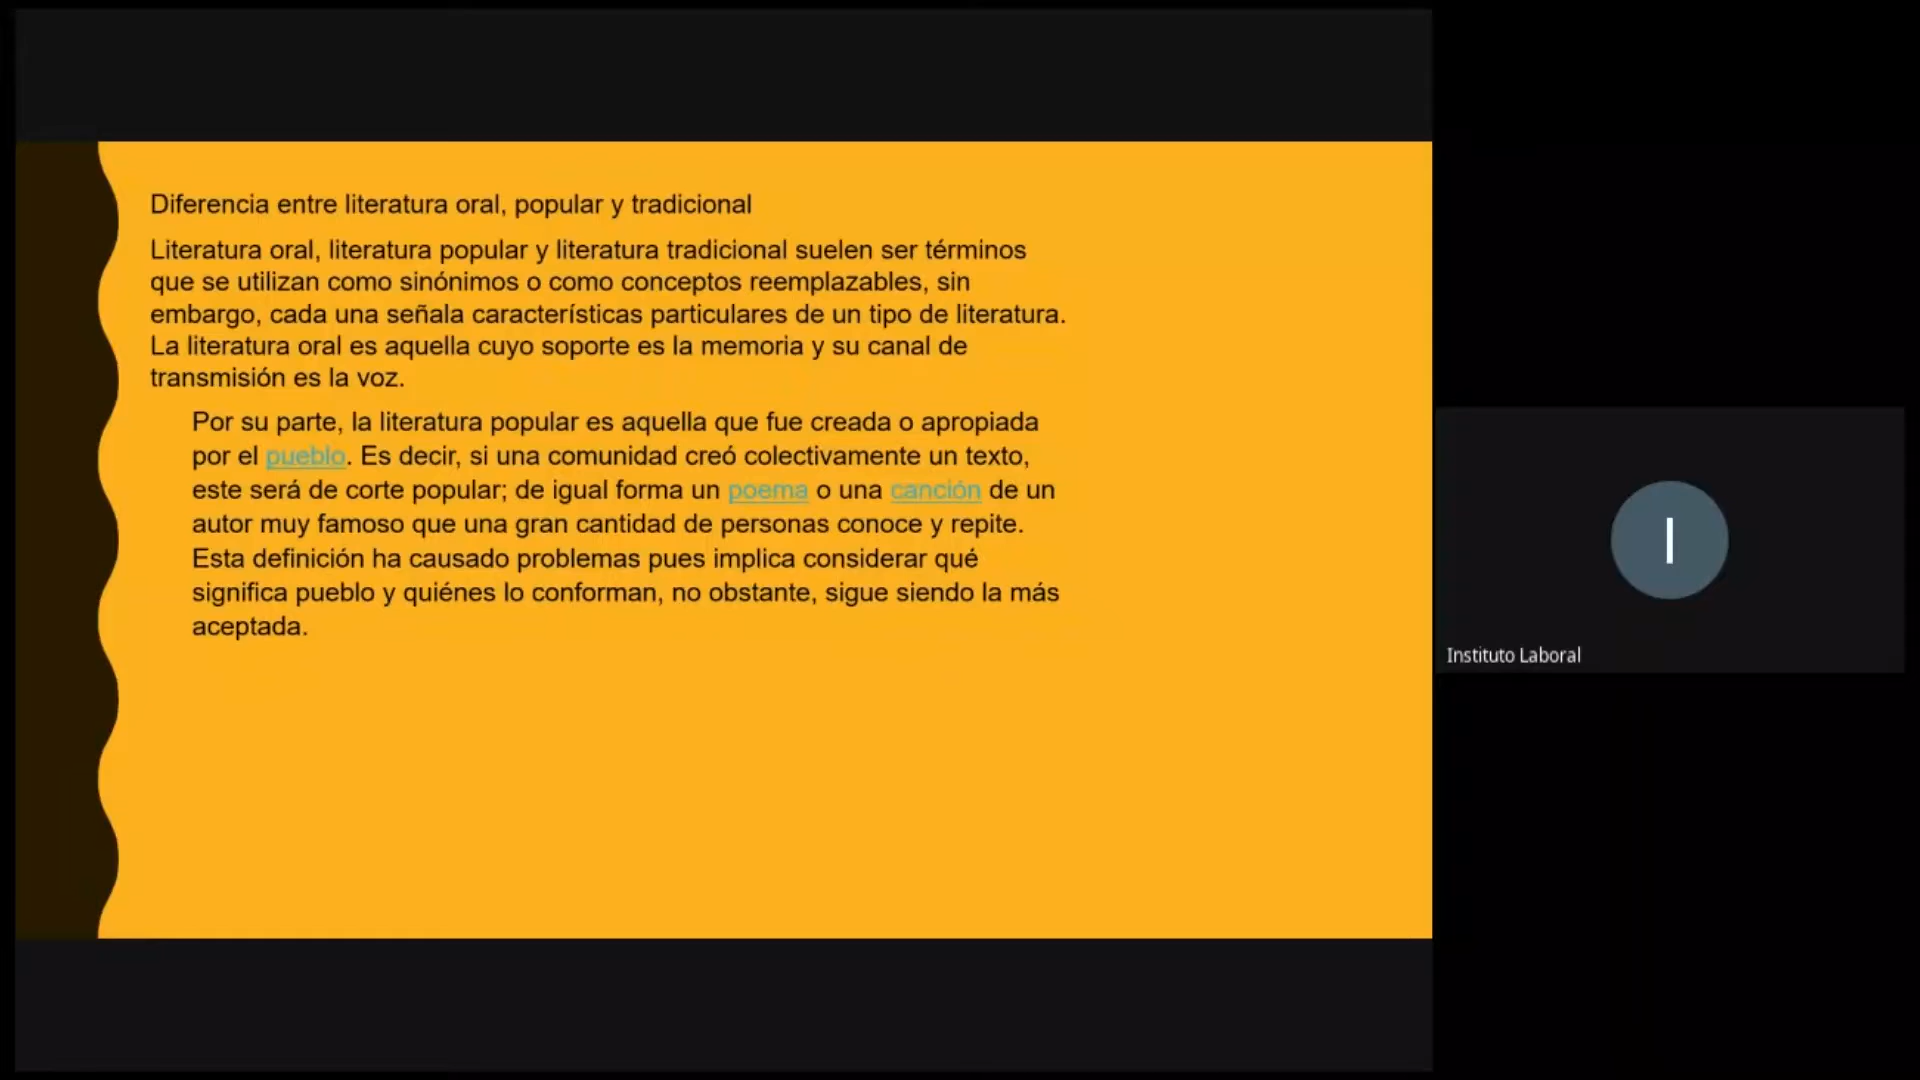 Diferencia entre literatura oral, popular y tradicional
Literatura oral, literatura popular y literatura tradicional suelen ser términos
que se utilizan como sinónimos o como conceptos reemplazables, sin
embargo, cada una señala características particulares de un tipo de literatura.
La literatura oral es aquella cuyo soporte es la memoria y su canal de
transmisión es la voz.
Por su parte, la literatura popular es aquella que fue creada o apropiada
por el pueblo. Es decir, si una comunidad creó colectivamente un texto,
este será de corte popular; de igual forma un poema o una canción de un
autor muy famoso que una gran cantidad de personas conoce y repite.
Esta definición ha causado problemas pues implica considerar qué
significa pueblo y quiénes lo conforman, no obstante, sigue siendo la más
aceptada.
I
Instituto Laboral